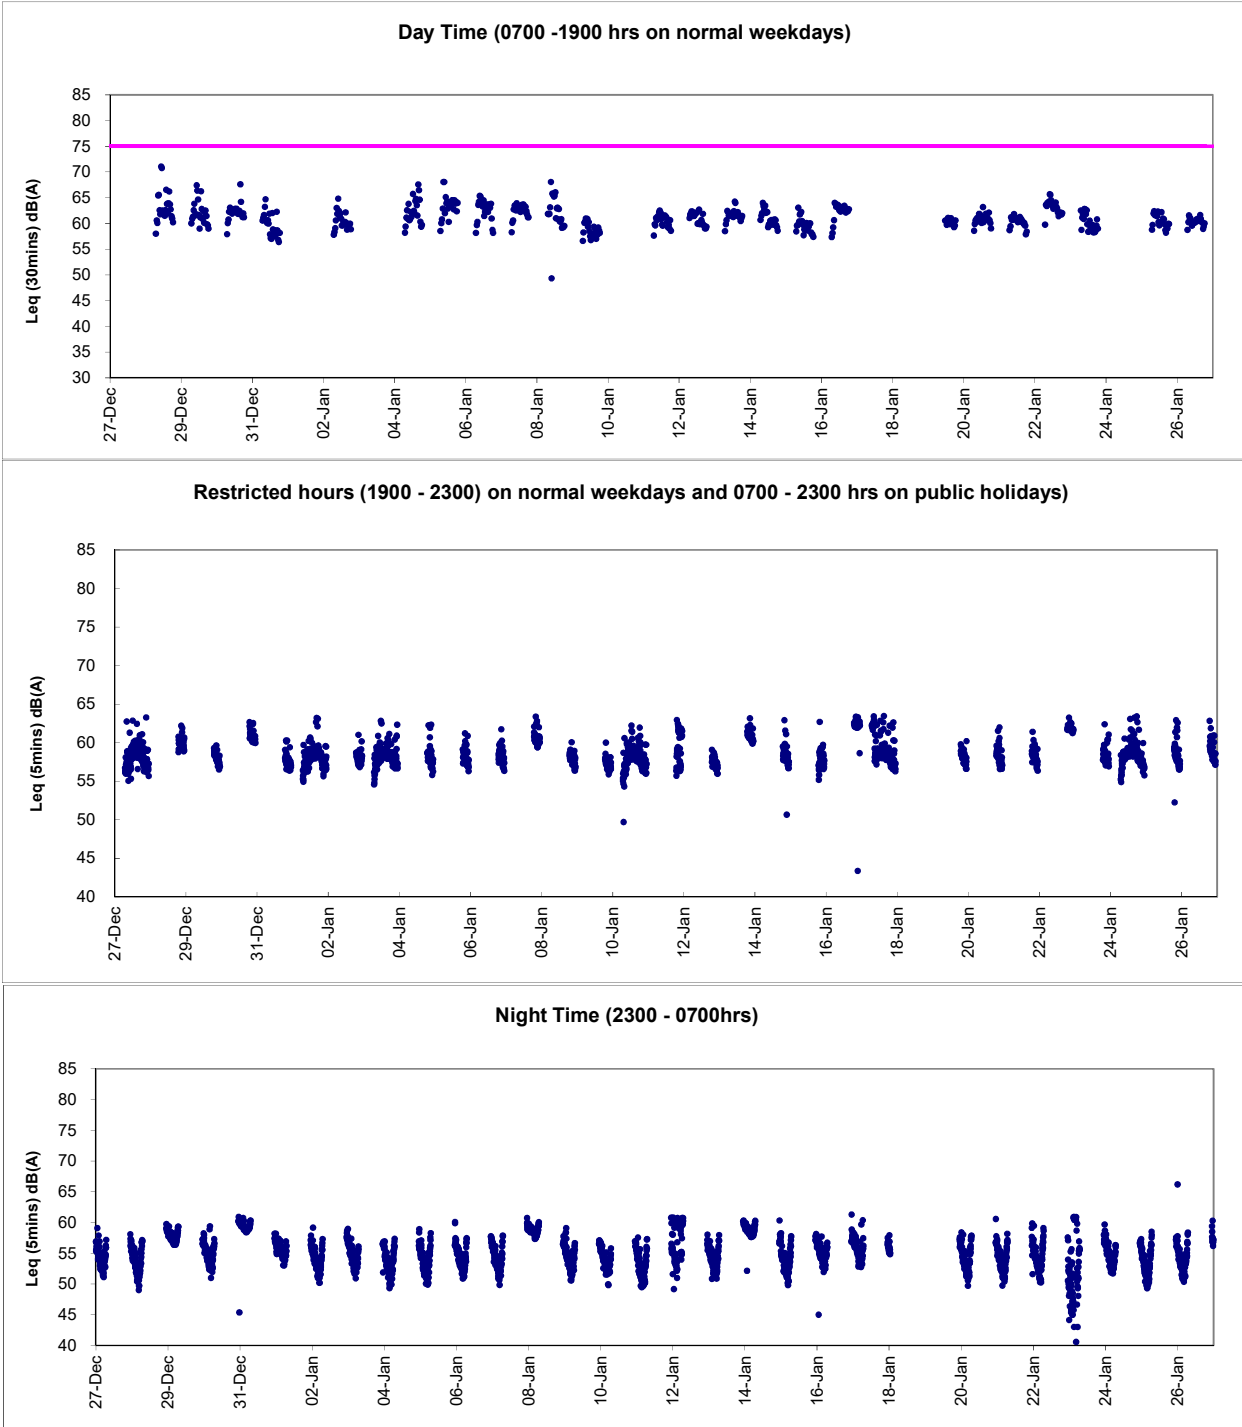 Day Time (0700 -1900 hrs on normal weekdays)
Leq (30mins) dB(A)
85
80
75
70
65
60
55
50
45
40
35
30
27-Dec
29-Dec
31-Dec
02-Jan
04-Jan
06-Jan
08-Jan
10-Jan
12-Jan
14-Jan
16-Jan
18-Jan
20-Jan
22-Jan
24-Jan
26-Jan
Restricted hours (1900 - 2300) on normal weekdays and 0700 - 2300 hrs on public holidays)
Leq (5mins) dB(A)
85
80
75
70
65
60
55
50
45
40
27-Dec
29-Dec
31-Dec
02-Jan
04-Jan
06-Jan
08-Jan
10-Jan
12-Jan
14-Jan
16-Jan
18-Jan
20-Jan
22-Jan
24-Jan
26-Jan
Night Time (2300 - 0700hrs)
Leq (5mins) dB(A)
85
80
75
70
65
60
55
50
45
40
27-Dec
29-Dec
31-Dec
02-Jan
04-Jan
06-Jan
08-Jan
10-Jan
12-Jan
14-Jan
16-Jan
18-Jan
20-Jan
22-Jan
24-Jan
26-Jan